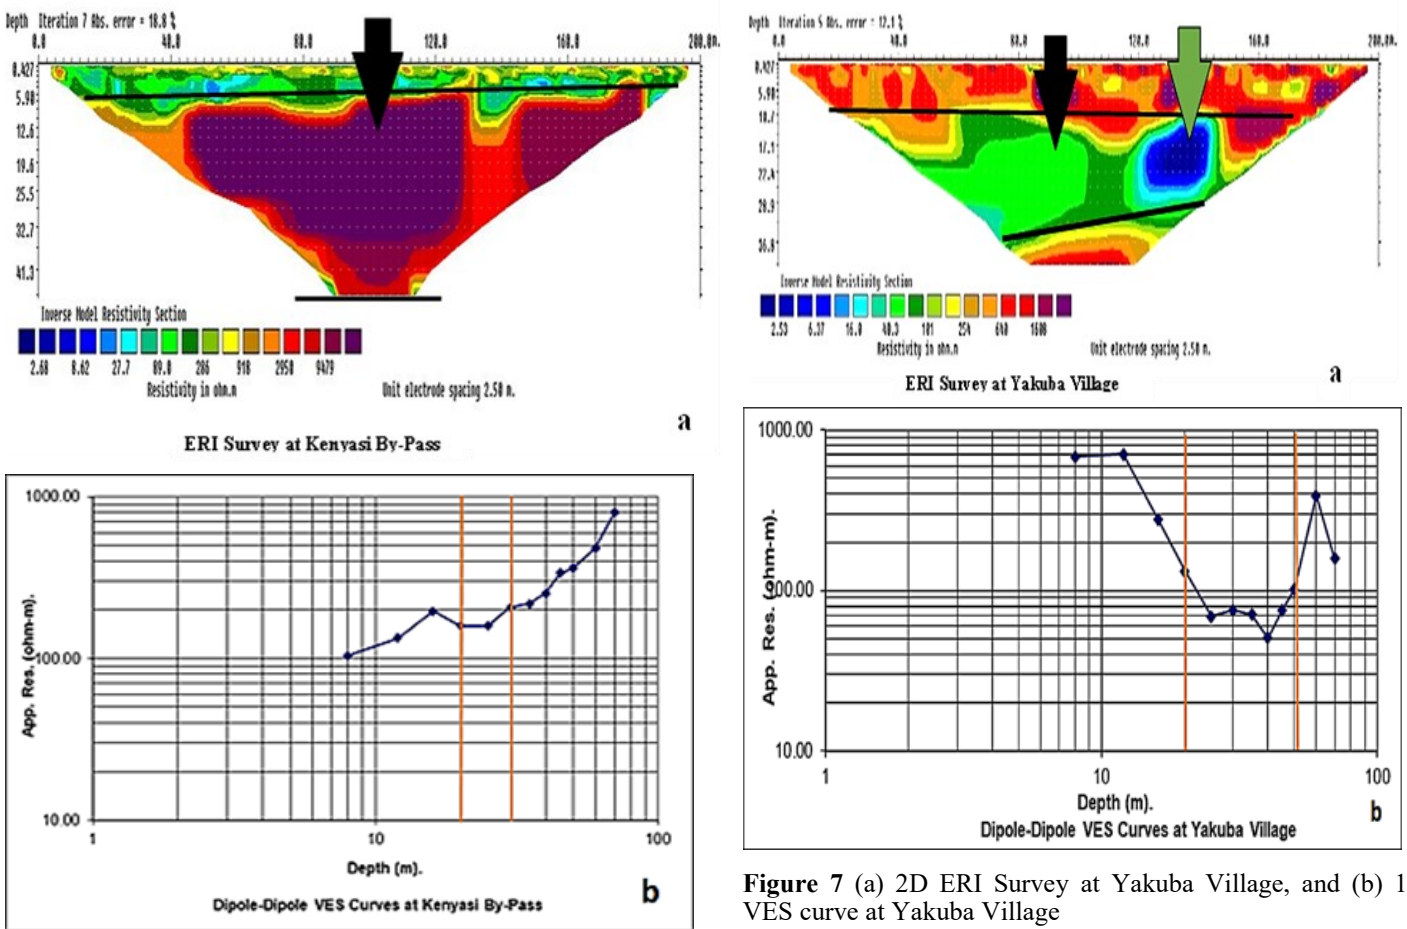 Depth Iteration 7 Abs. error = 18.8 %
0.0 40.0 80.0 120.0 160.0 200.0m.
0.427
5.98
12.6
19.6
25.5
32.7
41.3
Inverse Model Resistivity Section
2.68 8.62 27.7 89.0 286 918 2950 9479
Resistivity in ohm.m Unit electrode spacing 2.50 m.
a
ERI Survey at Kenyasi By-Pass
1000.00
100.00
10.00
App. Res. (ohm-m).
1 10 100
Depth (m).
b
Dipole-Dipole VES Curves at Kenyasi By-Pass
Depth Iteration 5 Abs. error = 12.1 %
0.0 40.0 80.0 120.0 160.0 200.0m.
0.427
5.98
10.7
17.1
28.9
36.8
Inverse Model Resistivity Section
2.53 6.37 16.0 40.3 101 254 640 1608
Resistivity in ohm.m Unit electrode spacing 2.50 m.
a
ERI Survey at Yakuba Village
1000.00
100.00
10.00
App. Res. (ohm-m).
1 10 100
Depth (m).
b
Dipole-Dipole VES Curves at Yakuba Village
Figure 7 (a) 2D ERI Survey at Yakuba Village, and (b) 1
VES curve at Yakuba Village